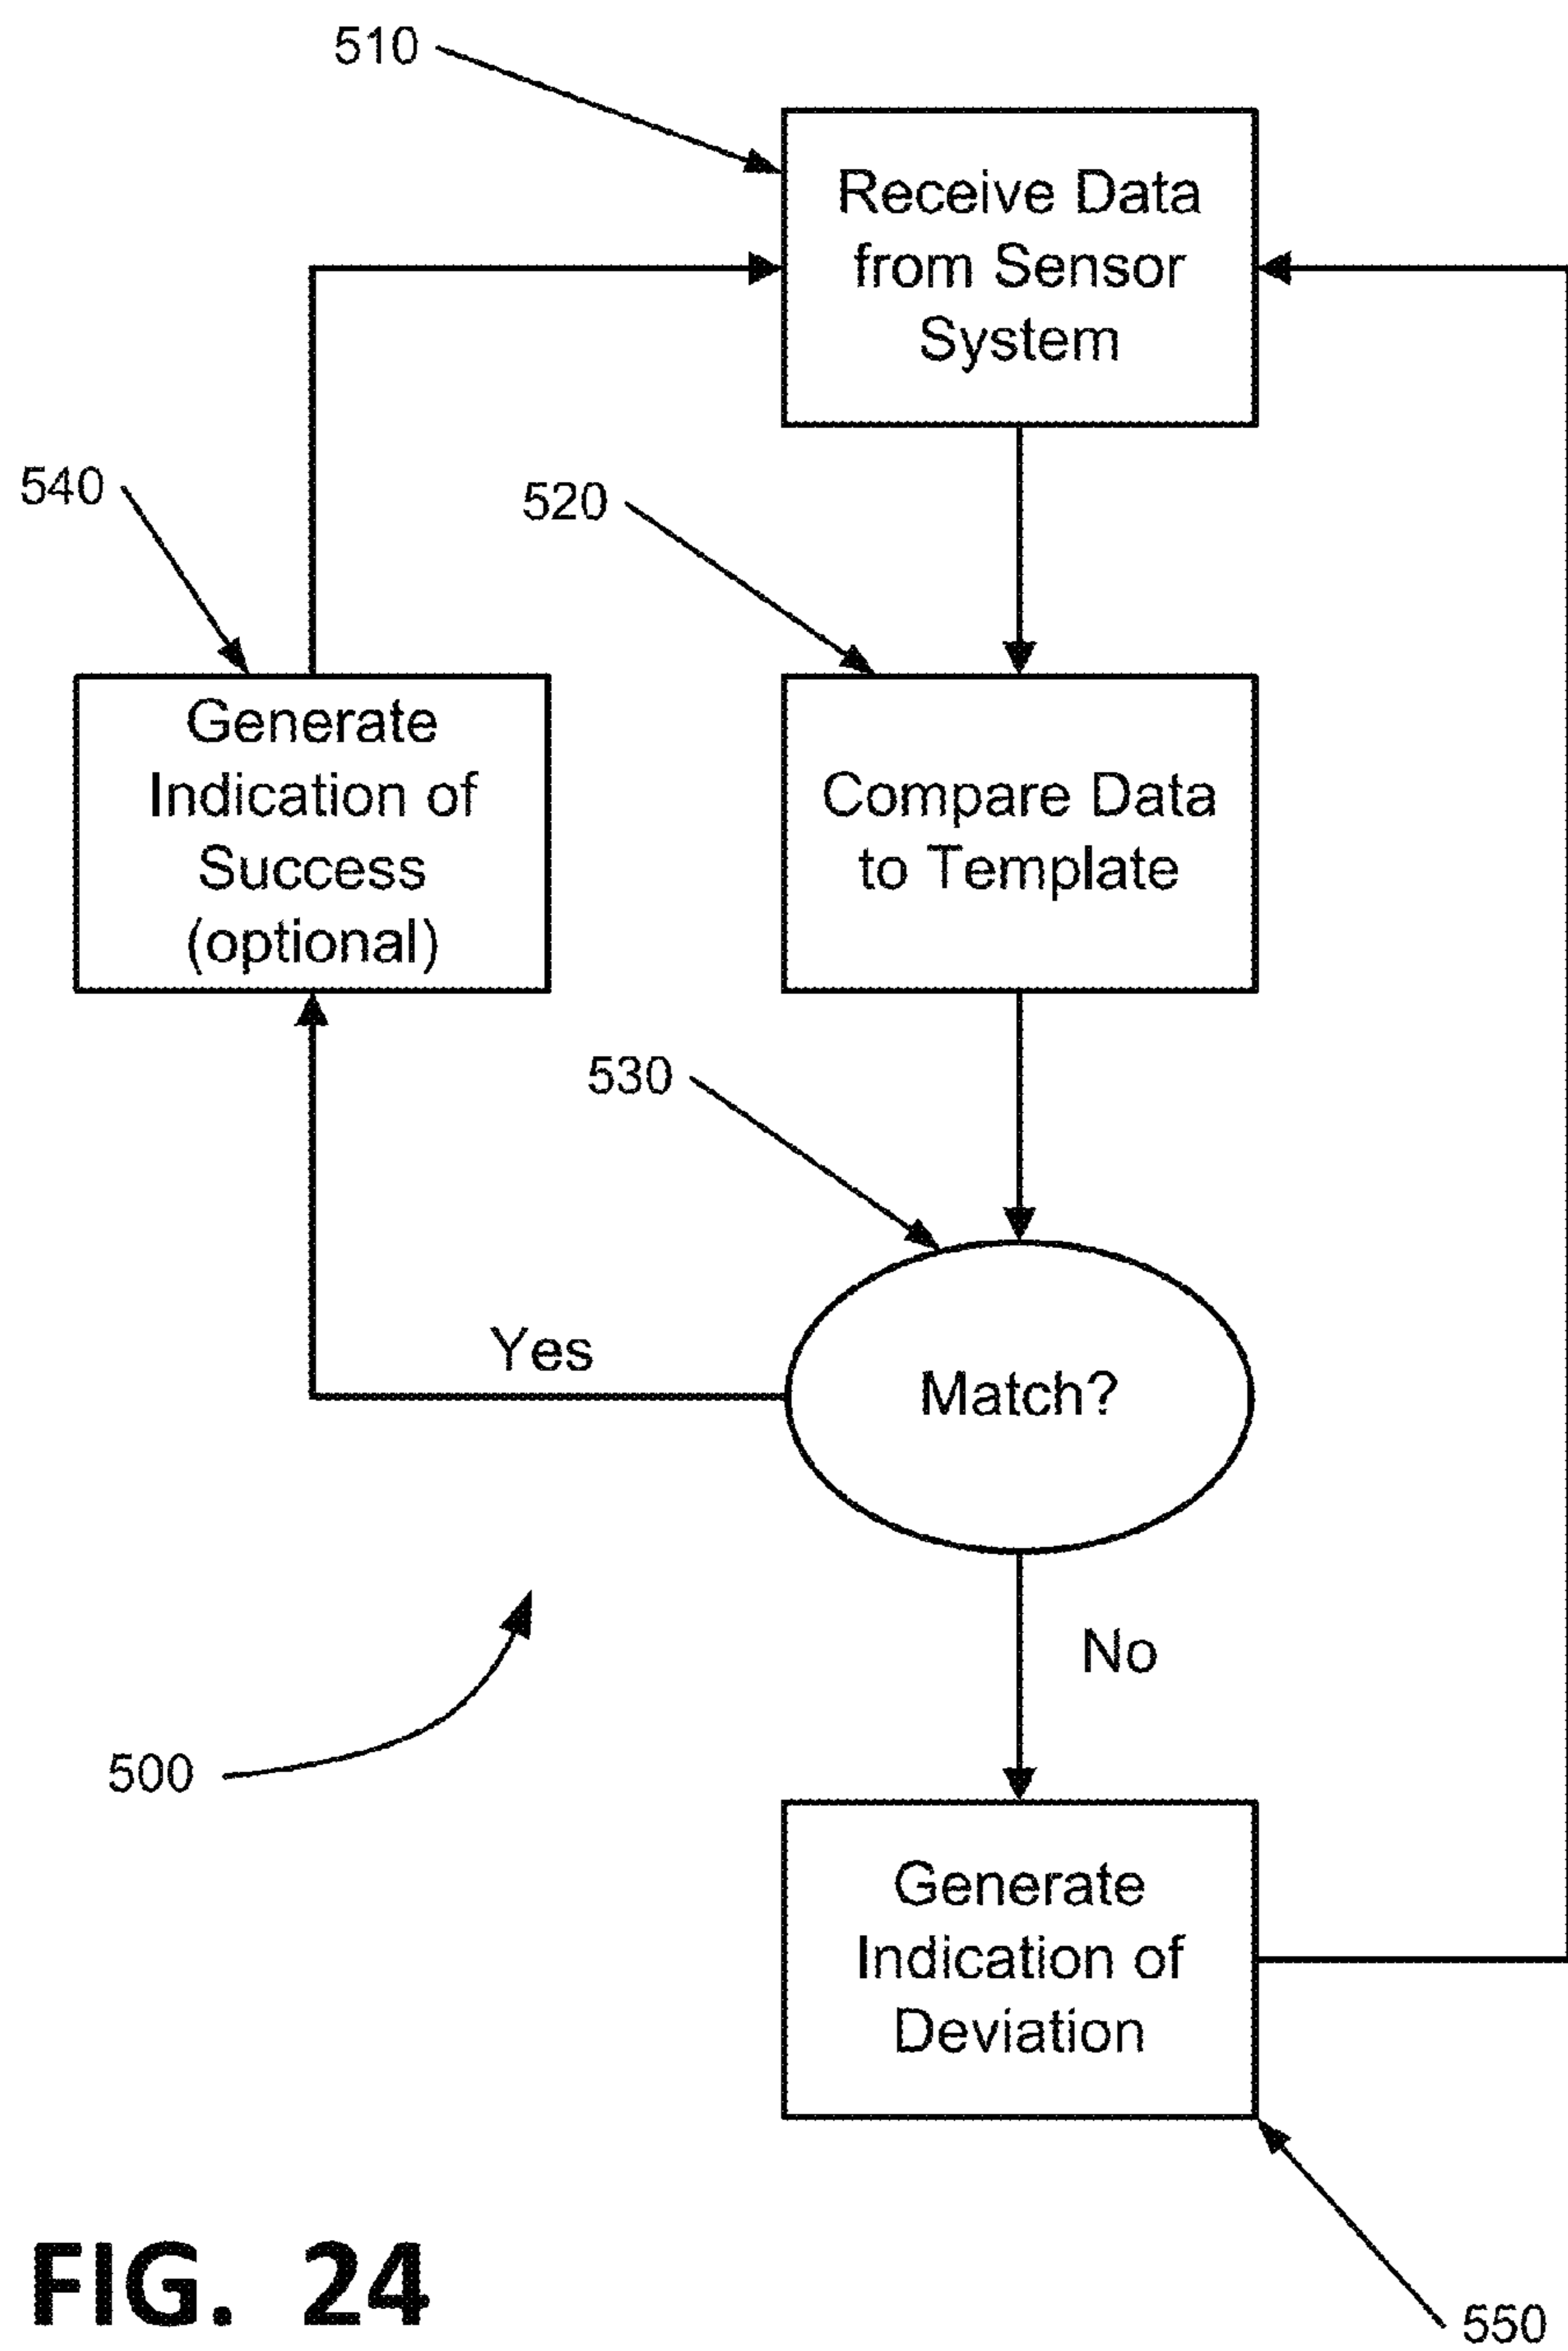 510
Receive Data
from Sensor
System
540
520
Generate
Indication of
Success
(optional)
Compare Data
to Template
530
Yes
Match?
No
500
Generate
Indication of
Deviation
FIG. 24
550